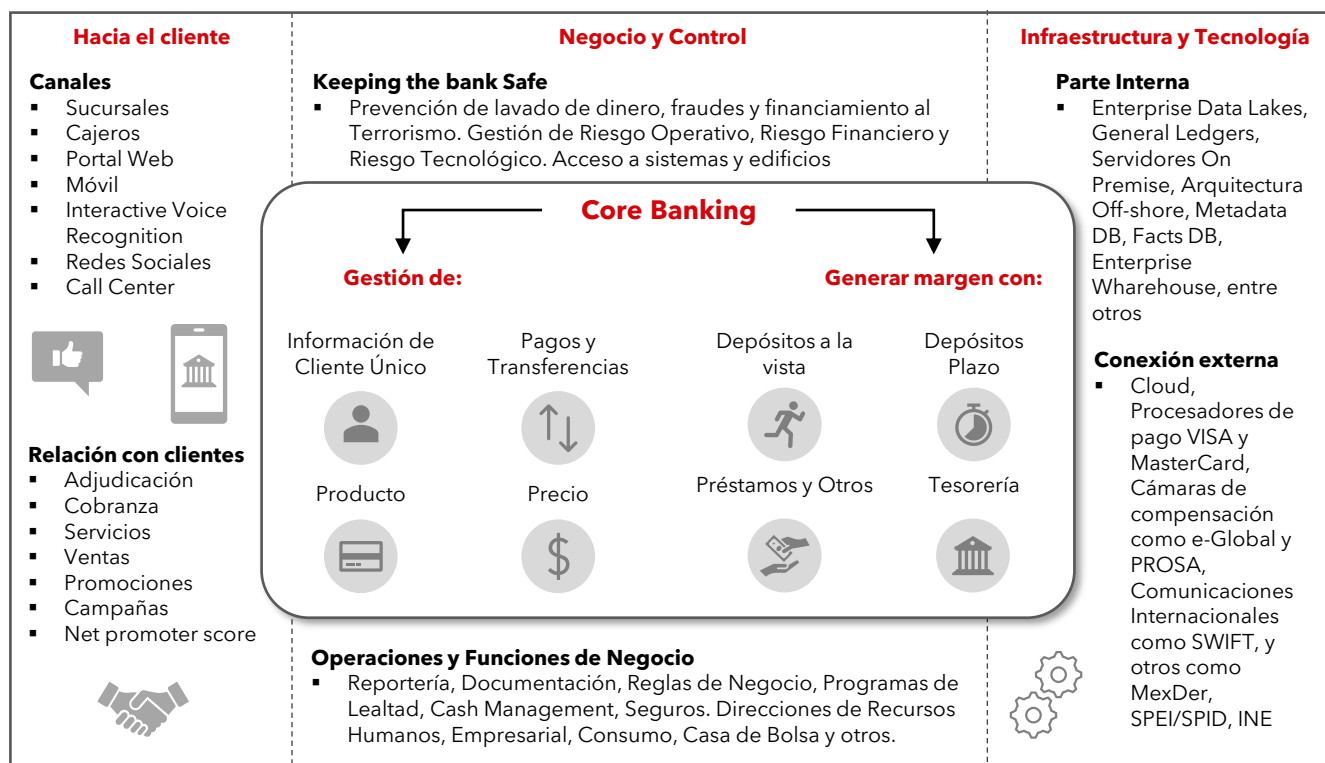 Hacia el cliente
Canales
▪ Sucursales
▪ Cajeros
▪ Portal Web
▪ Móvil
▪ Interactive Voice
Recognition
▪ Redes Sociales
▪ Call Center
Relación con clientes
▪ Adjudicación
▪ Cobranza
▪ Servicios
▪ Ventas
▪ Promociones
▪ Campañas
▪ Net promoter score
Negocio y Control
Keeping the bank Safe
▪ Prevención de lavado de dinero, fraudes y financiamiento al
Terrorismo. Gestión de Riesgo Operativo, Riesgo Financiero y
Riesgo Tecnológico. Acceso a sistemas y edificios
Core Banking
Gestión de:
Información de
Cliente Único
Pagos y
Transferencias
Producto
Precio
$
Generar margen con:
Depósitos a la
vista
Depósitos
Plazo
Préstamos y Otros
Tesorería
Operaciones y Funciones de Negocio
▪ Reportería, Documentación, Reglas de Negocio, Programas de
Lealtad, Cash Management, Seguros. Direcciones de Recursos
Humanos, Empresarial, Consumo, Casa de Bolsa y otros.
Infraestructura y Tecnología
Parte Interna
▪ Enterprise Data Lakes,
General Ledgers,
Servidores On
Premise, Arquitectura
Off-shore, Metadata
DB, Facts DB,
Enterprise
Wharehouse, entre
otros
Conexión externa
▪ Cloud,
Procesadores de
pago VISA y
MasterCard,
Cámaras de
compensación
como e-Global y
PROSA,
Comunicaciones
Internacionales
como SWIFT, y
otros como
MexDer,
SPEI/SPID, INE